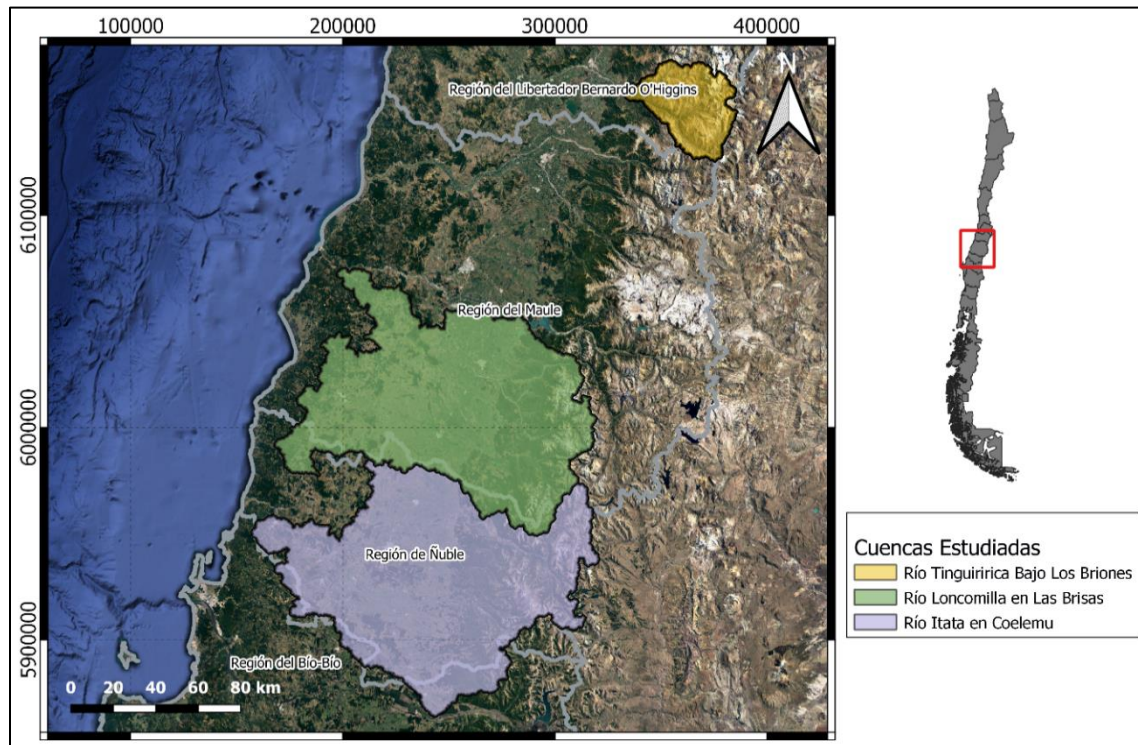 100000 200000 300000 400000
N
Región del Libertador Bernardo O'Higgins
6100000
Región del Maule
6000000
Región de Ñuble
5900000
Región del Bío-Bío
0 20 40 60 80 km
Cuencas Estudiadas
Río Tinguiririca Bajo Los Briones
Río Loncomilla en Las Brisas
Río Itata en Coelemu